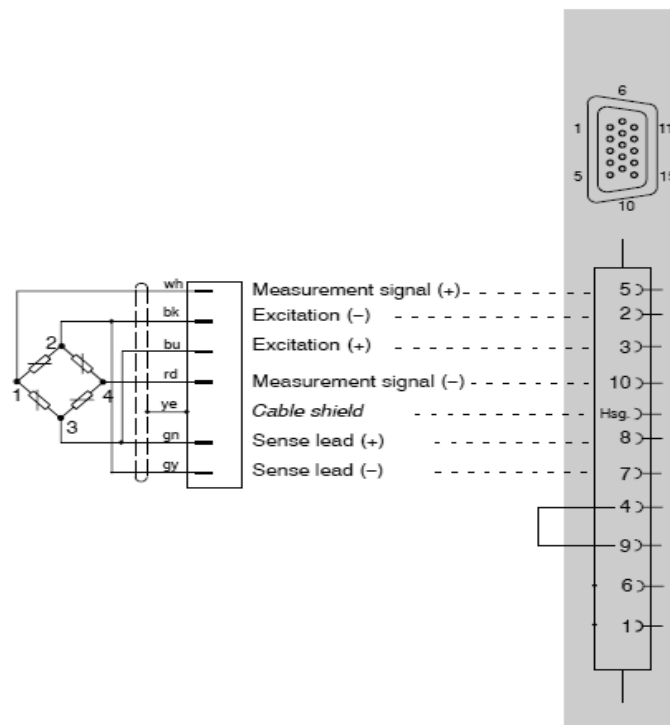 6
1 11
5 15
10
wh Measurement signal (+) 5
bk Excitation (–) 2
2
bu Excitation (+) 3
rd Measurement signal (–) 10
1 4
ye Cable shield Hsg.
3
gn Sense lead (+) 8
gy Sense lead (–) 7
4
9
6
1